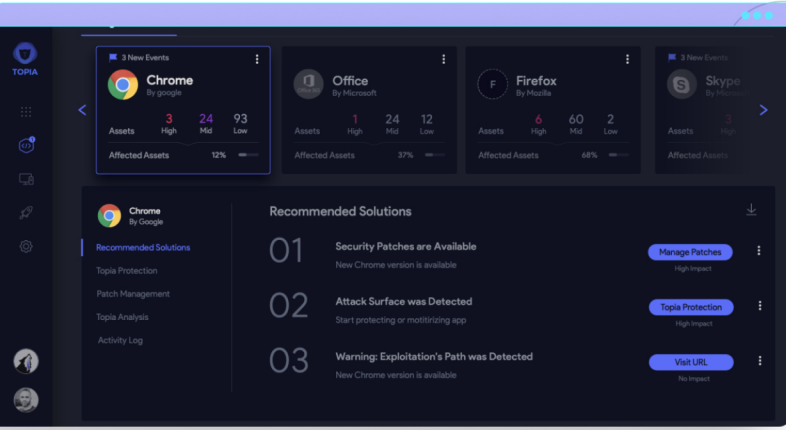 TOPIA
3 New Events
Chrome
By google
Assets
3 High
24 Mid
93 Low
Affected Assets
12%
Office
By Microsoft
Assets
1 High
24 Mid
12 Low
Affected Assets
37%
F
Firefox
By Mozilla
Assets
6 High
60 Mid
2 Low
Affected Assets
68%
3 New Events
Skype
Assets
3 High
Affected Assets
Chrome
By Google
Recommended Solutions
Topia Protection
Patch Management
Topia Analysis
Activity Log
Recommended Solutions
01
Security Patches are Available
New Chrome version is available
Manage Patches
High Impact
02
Attack Surface was Detected
Start protecting or motitirizing app
Topia Protection
High Impact
03
Warning: Exploitation's Path was Detected
New Chrome version is available
Visit URL
No Impact